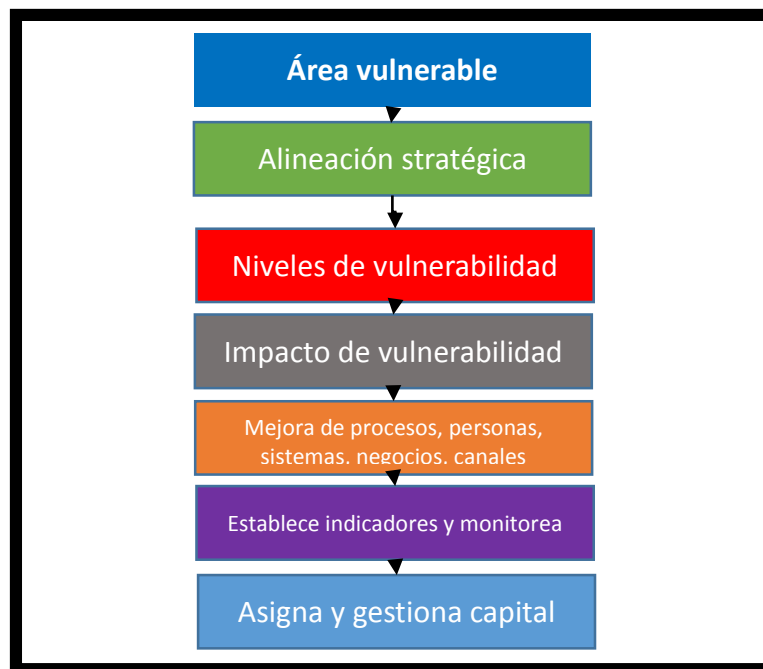 Área vulnerable
Alineación stratégica
Niveles de vulnerabilidad
Impacto de vulnerabilidad
Mejora de procesos, personas,
sistemas, negocios, canales
Establece indicadores y monitorea
Asigna y gestiona capital